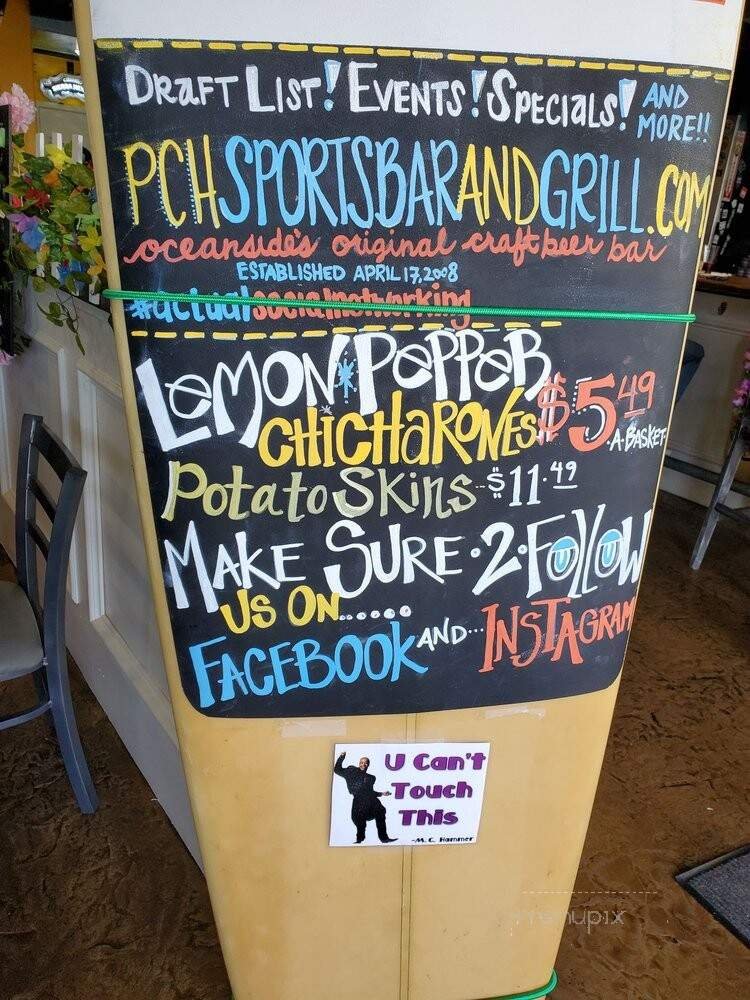 DRaFT LiST! EVENTS! SPECiaLS! AND
MORE!!
PCHSPORTSBARANDGRILL.COM
oceanside's original craft beer bar
ESTABLISHED APRIL 17, 2008
#actualsocialnetworking
LeMON*PePPeR
CHICHaRONES $5.49
A·BASKET
Potato SKins $11.49
MAKE SURE·2·FOLLOW
US ON......
FACEBOOK AND... INSTAGRAM
U Can't
Touch
This
-M. C. Hammer
menupix